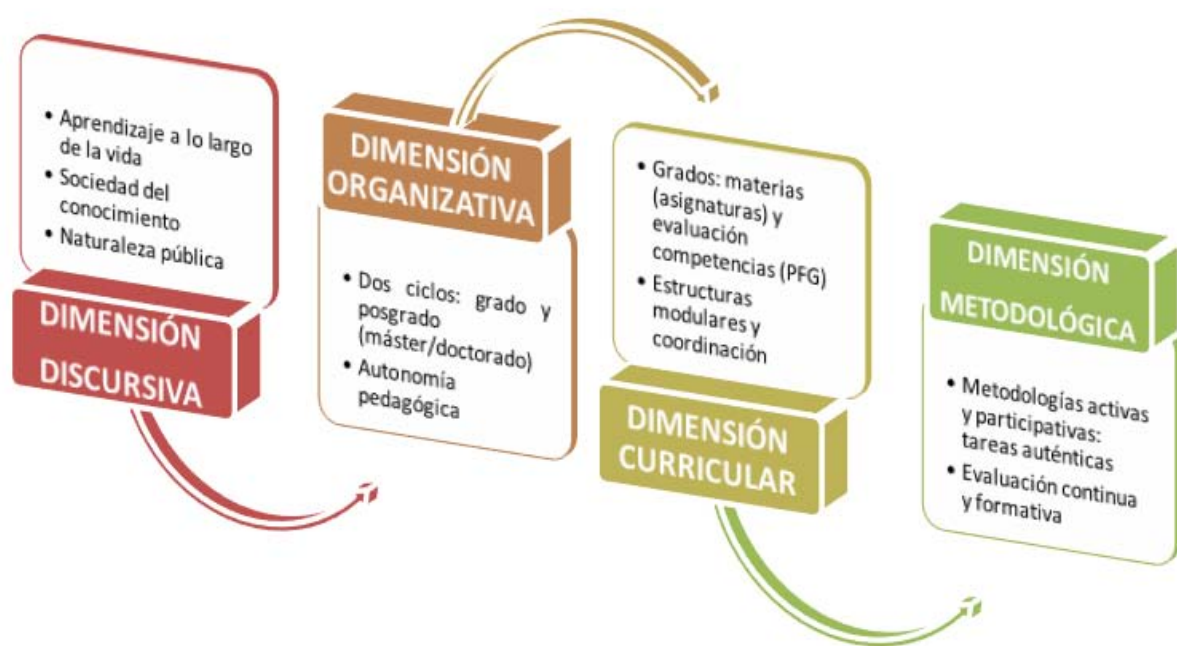 • Aprendizaje a lo largo
de la vida
• Sociedad del
conocimiento
• Naturaleza pública
DIMENSIÓN
DISCURSIVA
DIMENSIÓN
ORGANIZATIVA
• Dos ciclos: grado y
posgrado
(máster/doctorado)
• Autonomía
pedagógica
• Grados: materias
(asignaturas) y
evaluación
competencias (PFG)
• Estructuras
modulares y
coordinación
DIMENSIÓN
CURRICULAR
DIMENSIÓN
METODOLÓGICA
• Metodologías activas
y participativas:
tareas auténticas
• Evaluación continua
y formativa